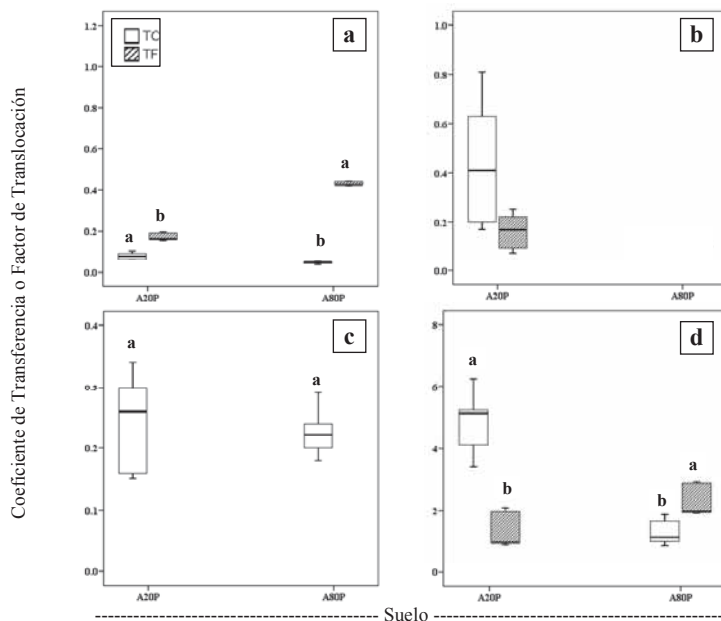 Coeficiente de Transferencia o Factor de Translocación
TC
TF
a
1.2
1.0
0.8
0.6
0.4
0.2
0.0
a
b
b
a
A20P
A80P
b
1.0
0.8
0.6
0.4
0.2
0.0
A20P
A80P
c
0.4
0.3
0.2
0.1
0.0
a
a
A20P
A80P
d
8
6
4
2
0
a
b
b
a
A20P
A80P
Suelo